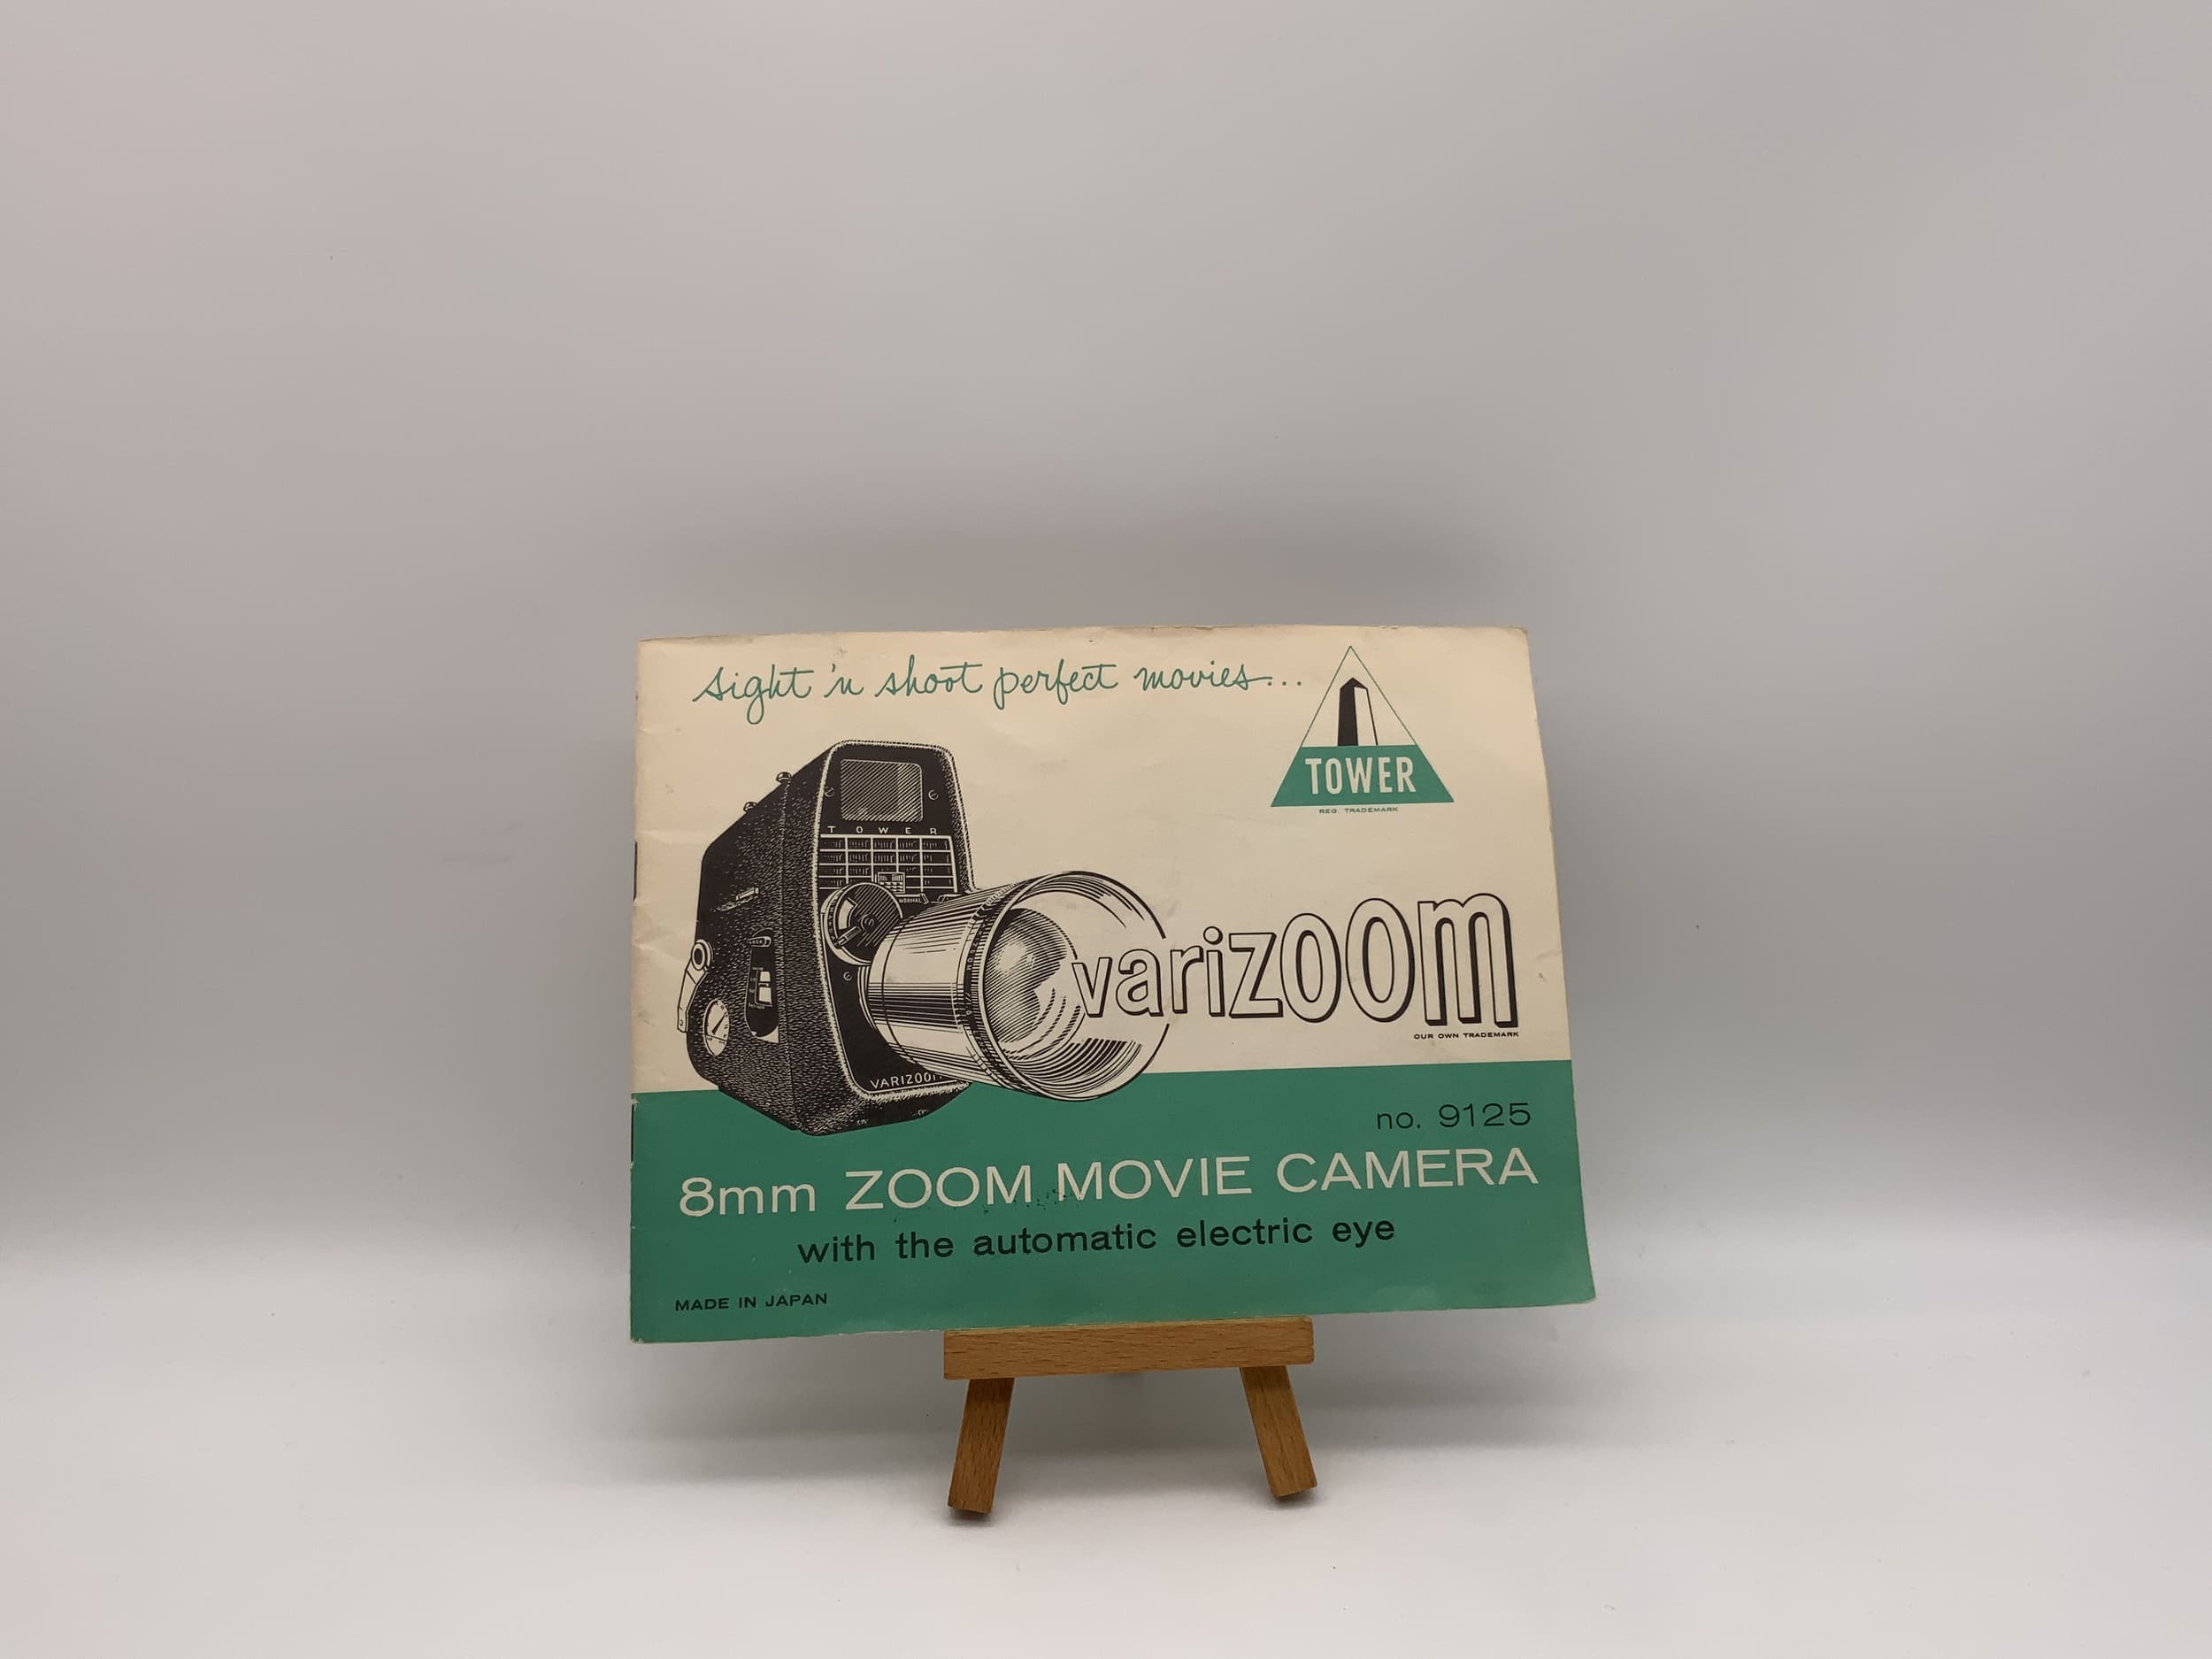 sight 'n shoot perfect movies...
TOWER
REG. TRADEMARK
TOWER
NORMAL
varizoom
OUR OWN TRADEMARK
VARIZOOM
no. 9125
8mm ZOOM MOVIE CAMERA
with the automatic electric eye
MADE IN JAPAN